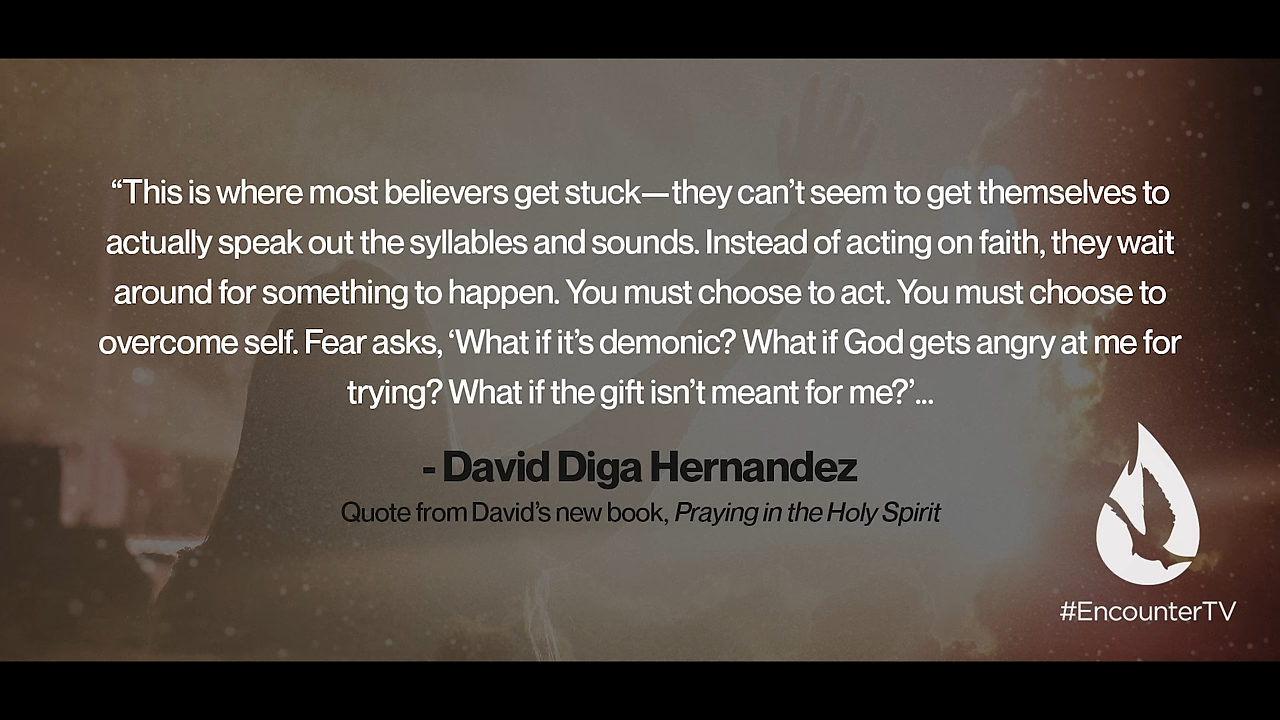 “This is where most believers get stuck—they can’t seem to get themselves to
actually speak out the syllables and sounds. Instead of acting on faith, they wait
around for something to happen. You must choose to act. You must choose to
overcome self. Fear asks, ‘What if it’s demonic? What if God gets angry at me for
trying? What if the gift isn’t meant for me?’...
- David Diga Hernandez
Quote from David’s new book, Praying in the Holy Spirit
#EncounterTV